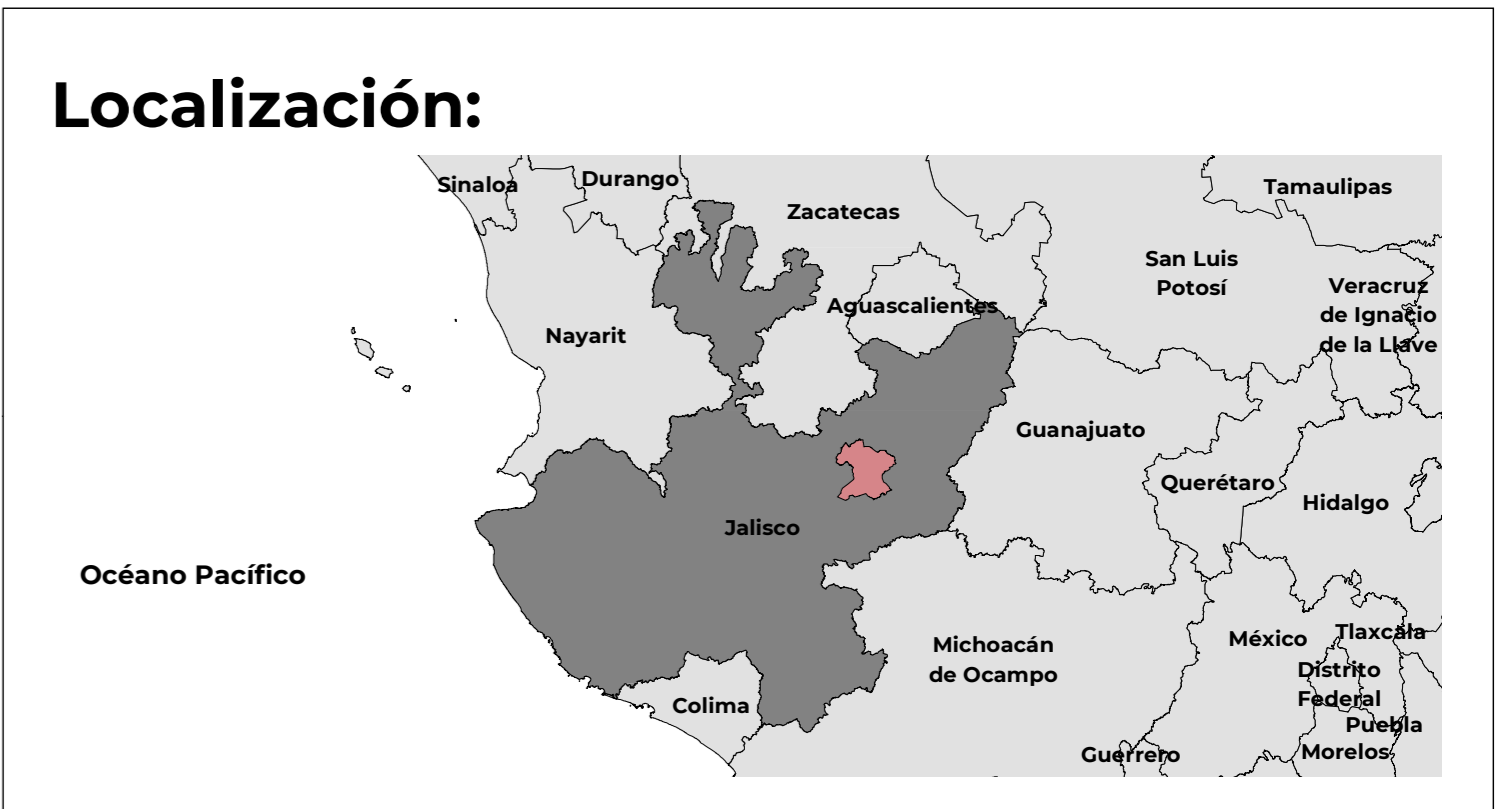 Localización:
Sinaloa
Durango
Zacatecas
Tamaulipas
San Luis
Potosí
Veracruz
de Ignacio
de la Llave
Aguascalientes
Nayarit
Guanajuato
Querétaro
Hidalgo
Jalisco
Océano Pacífico
Michoacán
de Ocampo
México
Tlaxcala
Distrito
Federal
Colima
Puebla
Guerrero
Morelos